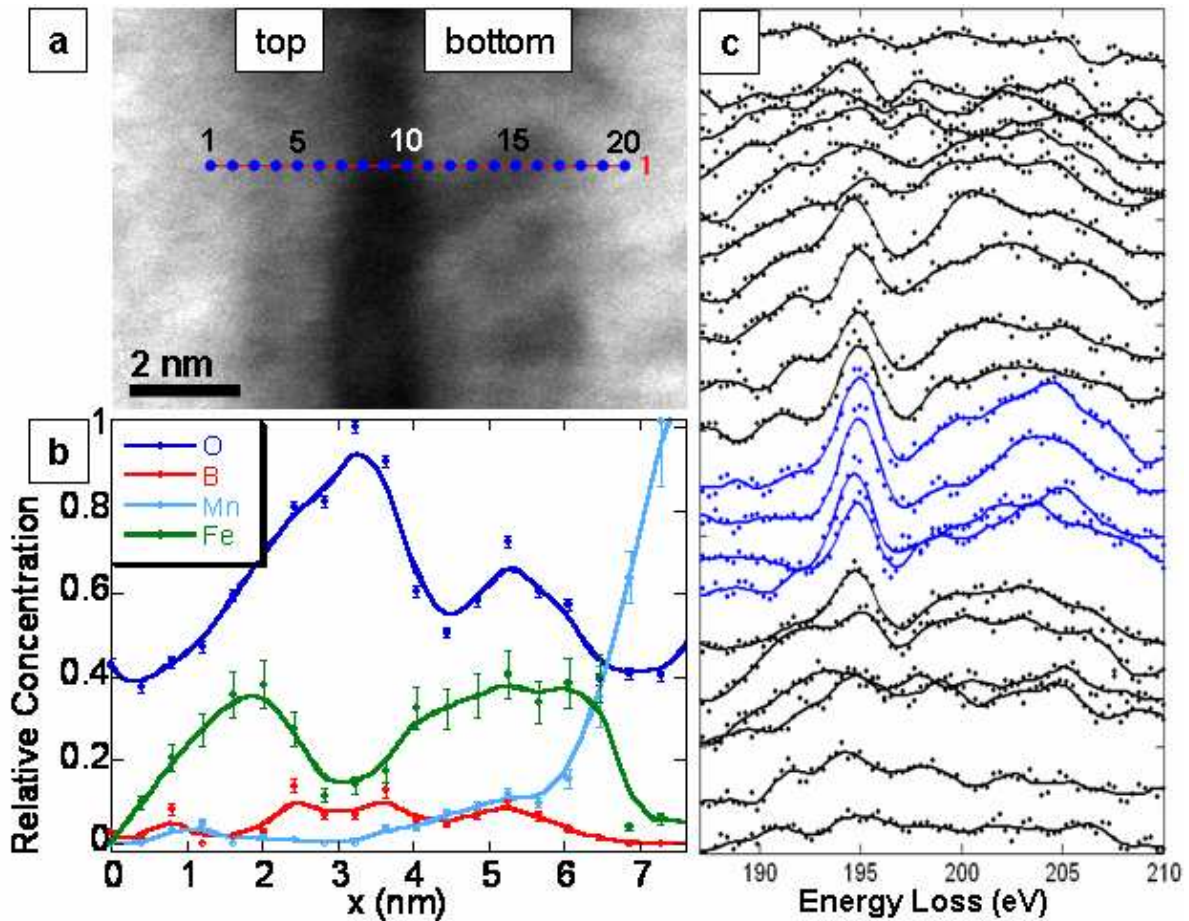 a
top
bottom
1 5 10 15 20
1
2 nm
b
O
B
Mn
Fe
1
0.8
0.6
0.4
0.2
0
Relative Concentration
0 1 2 3 4 5 6 7
x (nm)
c
190 195 200 205 210
Energy Loss (eV)